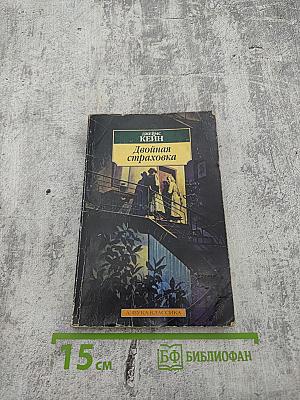 ДЖЕЙМС
КЕЙН
Двойная
страховка
АЗБУКА-КЛАССИКА
15 см
БФ БИБЛИОФАН